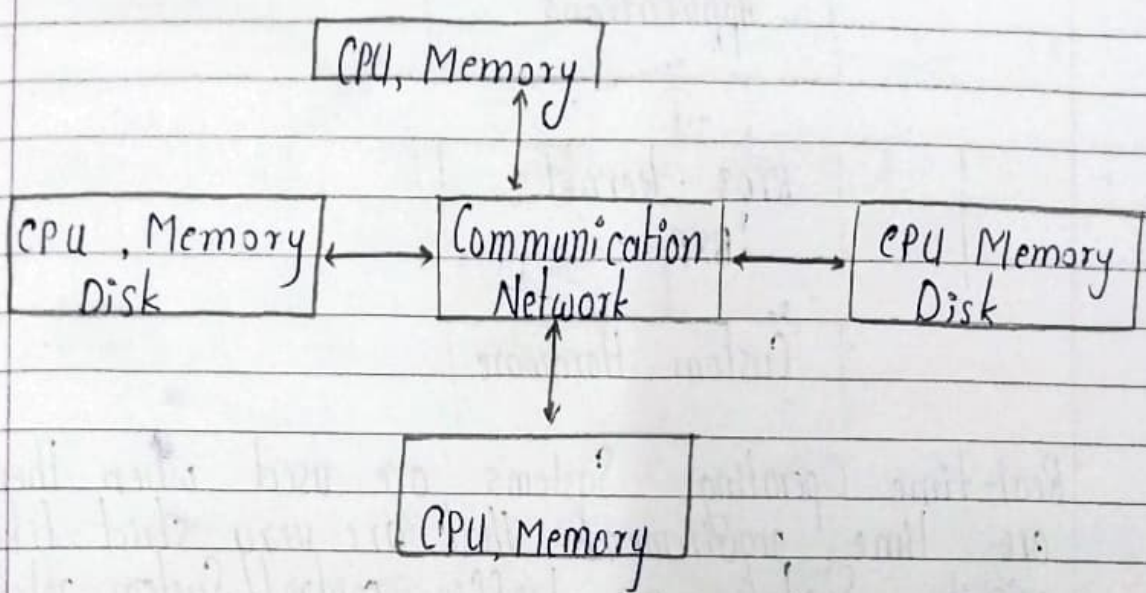 CPU, Memory
CPU, Memory
Disk
Communication
Network
CPU Memory
Disk
CPU, Memory